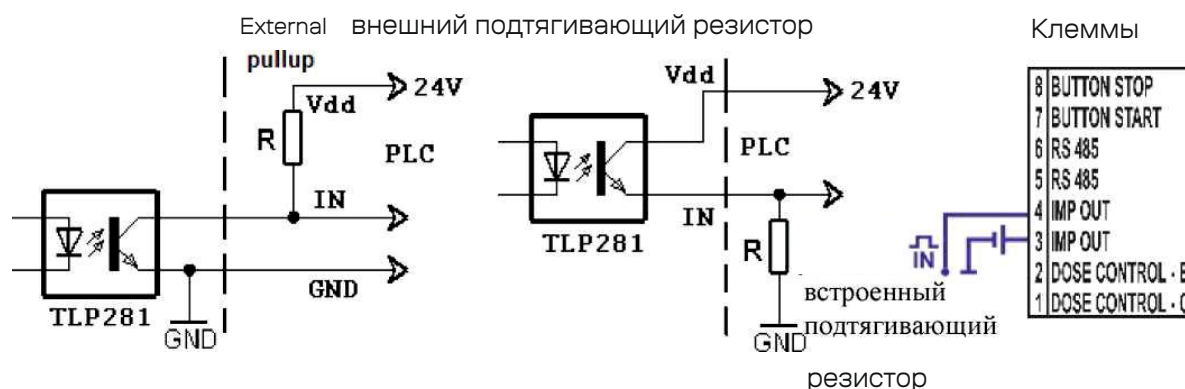 External внешний подтягивающий резистор
pullup
Vdd
24V
R
PLC
IN
GND
TLP281
GND
Vdd
24V
PLC
IN
TLP281
R
встроенный
подтягивающий
GND
резистор
Клеммы
8 BUTTON STOP
7 BUTTON START
6 RS 485
5 RS 485
4 IMP OUT
3 IMP OUT
2 DOSE CONTROL -
1 DOSE CONTROL -
IN